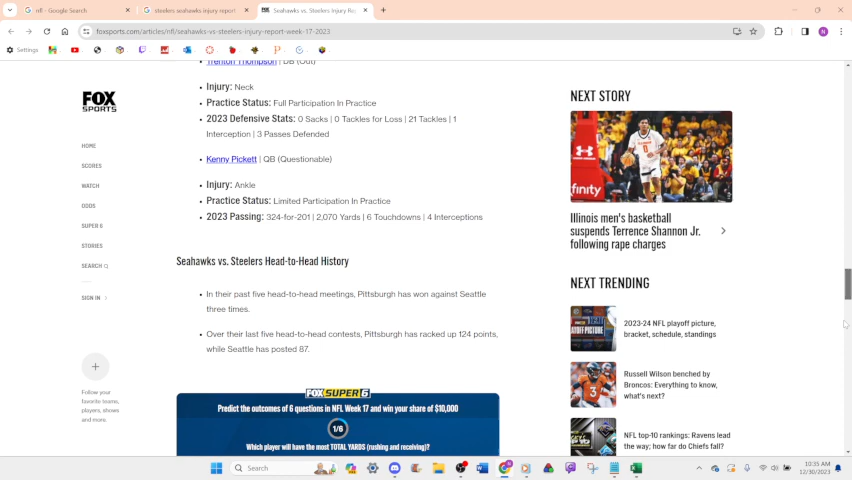 nfl - Google Search
steelers seahawks injury report
Seahawks vs. Steelers Injury Re
foxsports.com/articles/nfl/seahawks-vs-steelers-injury-report-week-17-2023
N
Settings
Trenton Thompson | DB (Out)
Injury: Neck
Practice Status: Full Participation In Practice
2023 Defensive Stats: 0 Sacks | 0 Tackles for Loss | 21 Tackles | 1
Interception | 3 Passes Defended
Kenny Pickett | QB (Questionable)
Injury: Ankle
Practice Status: Limited Participation In Practice
2023 Passing: 324-for-201 | 2,070 Yards | 6 Touchdowns | 4 Interceptions
Seahawks vs. Steelers Head-to-Head History
In their past five head-to-head meetings, Pittsburgh has won against Seattle
three times.
Over their last five head-to-head contests, Pittsburgh has racked up 124 points,
while Seattle has posted 87.
FOX SUPER 6
Predict the outcomes of 6 questions in NFL Week 17 and win your share of $10,000
1/6
Which player will have the most TOTAL YARDS (rushing and receiving)?
FOX
SPORTS
HOME
SCORES
WATCH
ODDS
SUPER 6
STORIES
SEARCH
SIGN IN
Follow your
favorite teams,
players, shows
and more.
NEXT STORY
xfinity
Illinois men's basketball
suspends Terrence Shannon Jr.
following rape charges
NEXT TRENDING
2023-24 NFL playoff picture,
bracket, schedule, standings
Russell Wilson benched by
Broncos: Everything to know,
what's next?
NFL top-10 rankings: Ravens lead
the way; how far do Chiefs fall?
Search
10:35 AM
12/30/2023